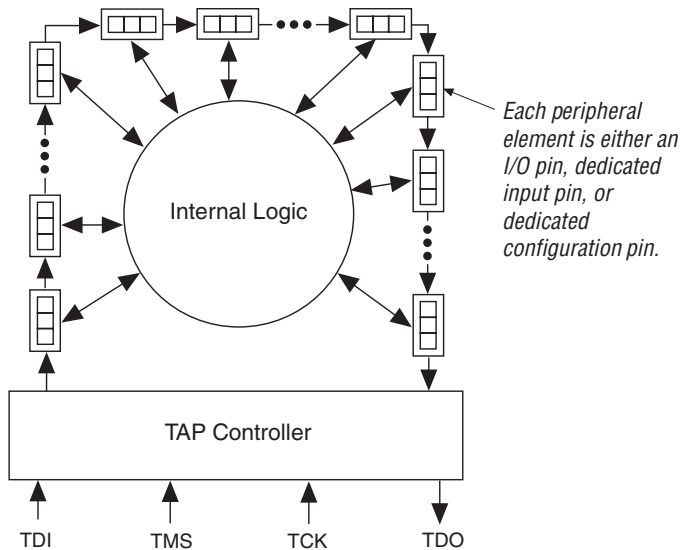 Each peripheral
element is either an
I/O pin, dedicated
input pin, or
dedicated
configuration pin.
Internal Logic
TAP Controller
TDI
TMS
TCK
TDO